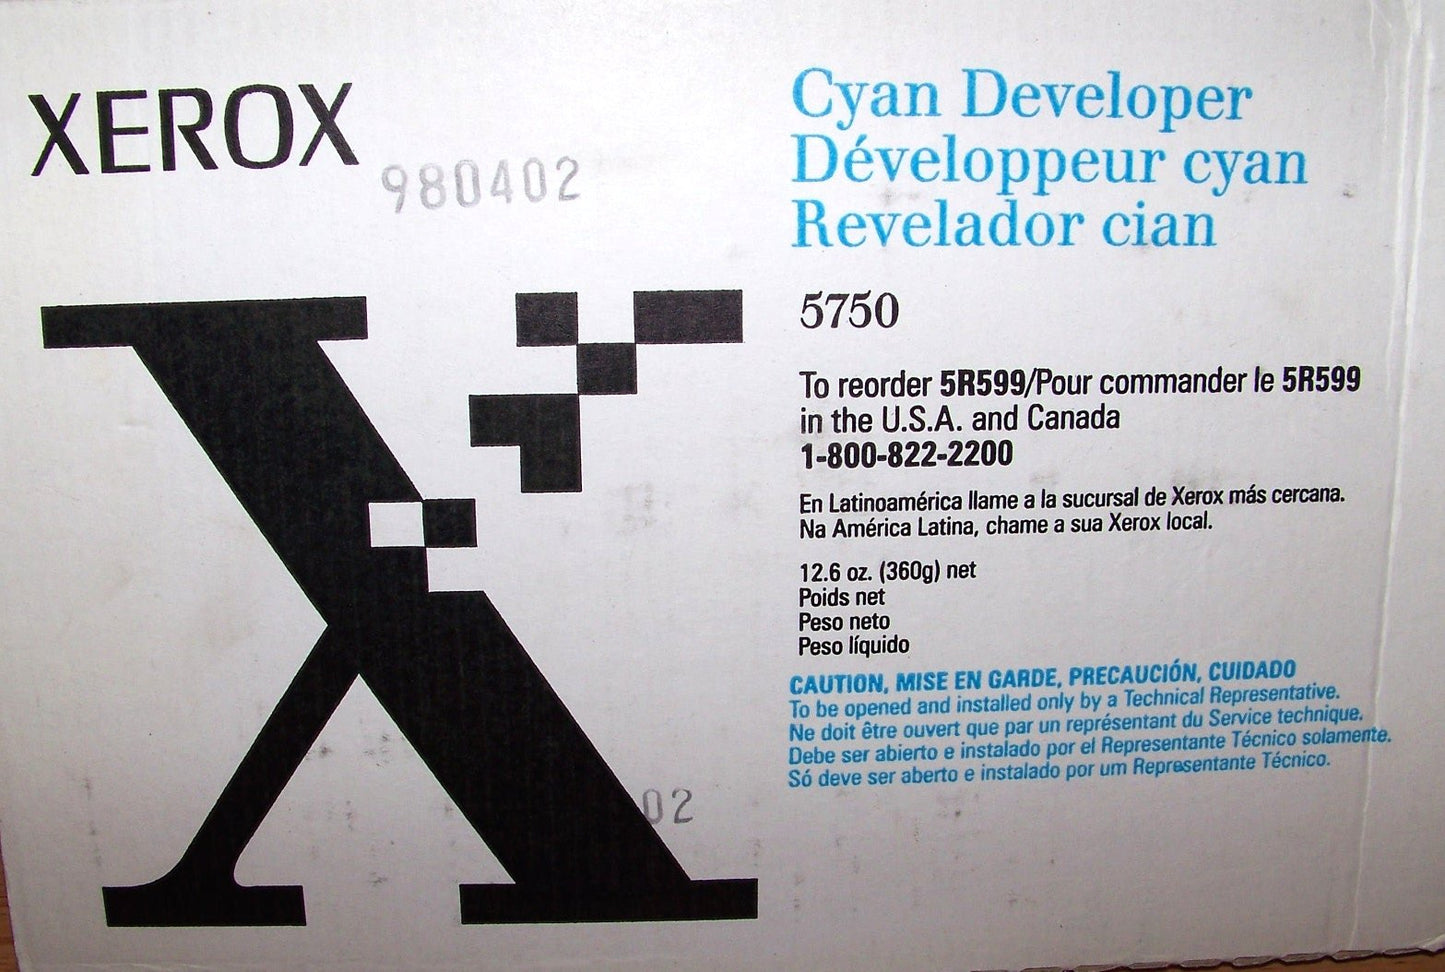 XEROX
980402
Cyan Developer
Développeur cyan
Revelador cian
5750
To reorder 5R599/Pour commander le 5R599
in the U.S.A. and Canada
1-800-822-2200
En Latinoamérica llame a la sucursal de Xerox más cercana.
Na América Latina, chame a sua Xerox local.
12.6 oz. (360g) net
Poids net
Peso neto
Peso líquido
CAUTION, MISE EN GARDE, PRECAUCIÓN, CUIDADO
To be opened and installed only by a Technical Representative.
Ne doit être ouvert que par un représentant du Service technique.
Debe ser abierto e instalado por el Representante Técnico solamente.
Só deve ser aberto e instalado por um Representante Técnico.
X
02